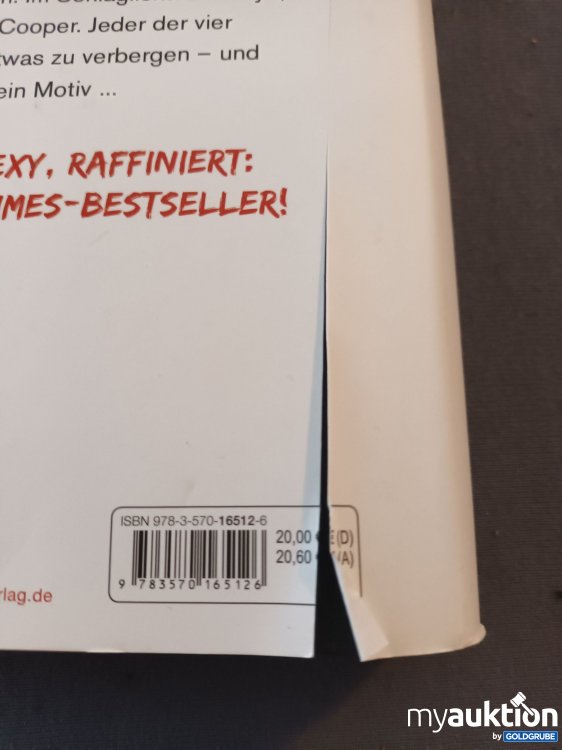 Cooper. Jeder der vier
twas zu verbergen – und
ein Motiv ...
EXY, RAFFINIERT:
IMES-BESTSELLER!
ISBN 978-3-570-16512-6
20,00 € (D)
20,60 € (A)
9 783570 165126
rlag.de
myauktion
by GOLDGRUBE